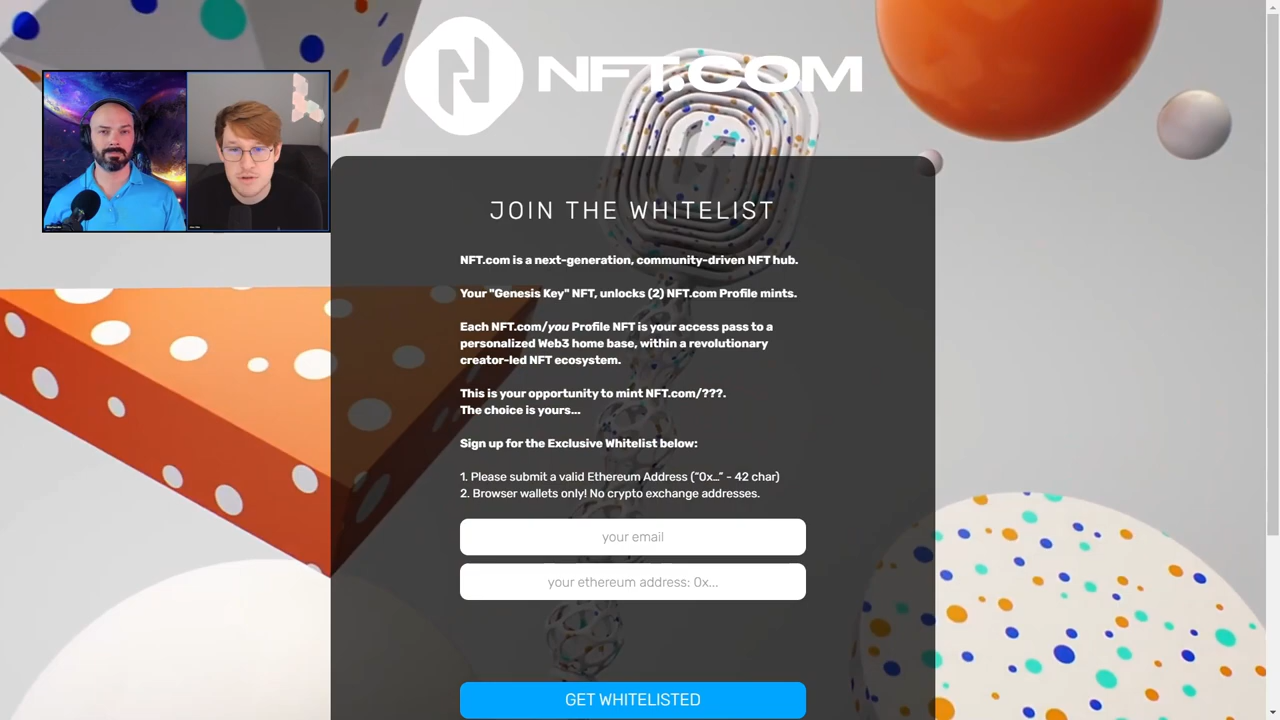 NFT.COM
JOIN THE WHITELIST
NFT.com is a next-generation, community-driven NFT hub.
Your "Genesis Key" NFT, unlocks (2) NFT.com Profile mints.
Each NFT.com/you Profile NFT is your access pass to a
personalized Web3 home base, within a revolutionary
creator-led NFT ecosystem.
This is your opportunity to mint NFT.com/???.
The choice is yours...
Sign up for the Exclusive Whitelist below:
1. Please submit a valid Ethereum Address (“0x…” - 42 char)
2. Browser wallets only! No crypto exchange addresses.
your email
your ethereum address: 0x...
GET WHITELISTED